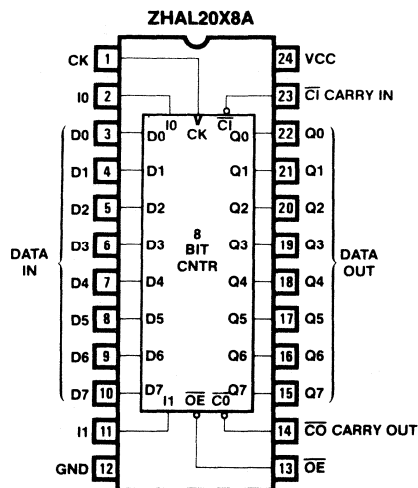 ZHAL20X8A
CK 1 24 VCC
I0 2 23 CI CARRY IN
I0 CK CI
D0 3 D0 Q0 22 Q0
D1 4 D1 Q1 21 Q1
D2 5 D2 Q2 20 Q2
D3 6 D3 Q3 19 Q3
DATA IN 8 BIT CNTR DATA OUT
D4 7 D4 Q4 18 Q4
D5 8 D5 Q5 17 Q5
D6 9 D6 Q6 16 Q6
D7 10 D7 Q7 15 Q7
I1 OE C0
I1 11 14 CO CARRY OUT
GND 12 13 OE